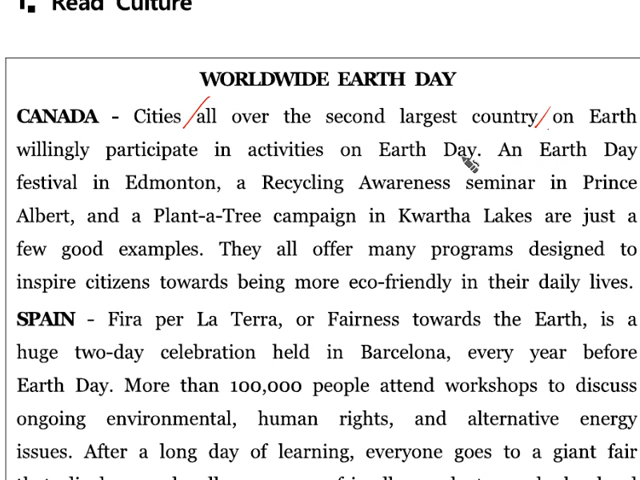 1. Read Culture
WORLDWIDE EARTH DAY
CANADA - Cities all over the second largest country on Earth
willingly participate in activities on Earth Day. An Earth Day
festival in Edmonton, a Recycling Awareness seminar in Prince
Albert, and a Plant-a-Tree campaign in Kwartha Lakes are just a
few good examples. They all offer many programs designed to
inspire citizens towards being more eco-friendly in their daily lives.
SPAIN - Fira per La Terra, or Fairness towards the Earth, is a
huge two-day celebration held in Barcelona, every year before
Earth Day. More than 100,000 people attend workshops to discuss
ongoing environmental, human rights, and alternative energy
issues. After a long day of learning, everyone goes to a giant fair